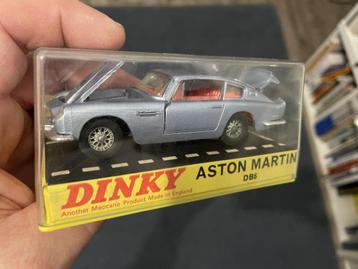 DINKY
ASTON MARTIN
DB6
Another Meccano Product Made in England